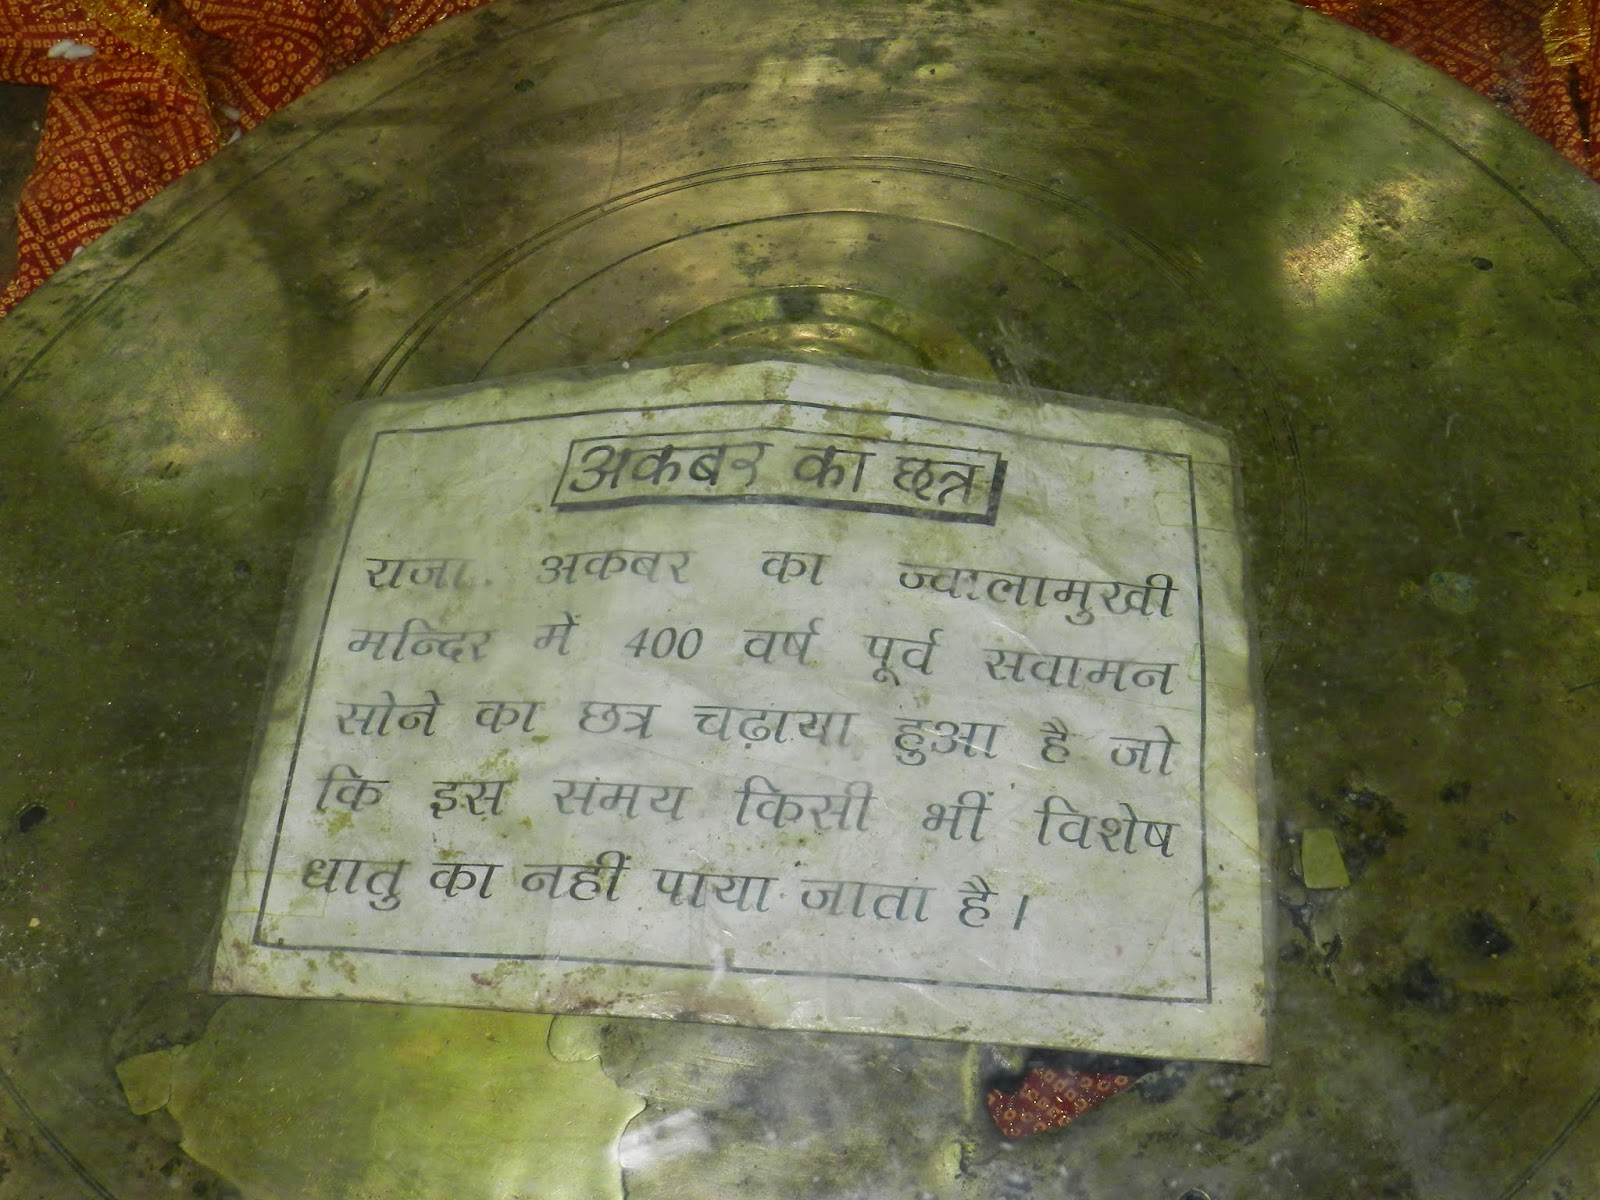 अकबर का छत्र
राजा अकबर का ज्वालामुखी
मन्दिर में 400 वर्ष पूर्व सवामन
सोने का छत्र चढ़ाया हुआ है जो
कि इस समय किसी भीं विशेष
धातु का नहीं पाया जाता है।